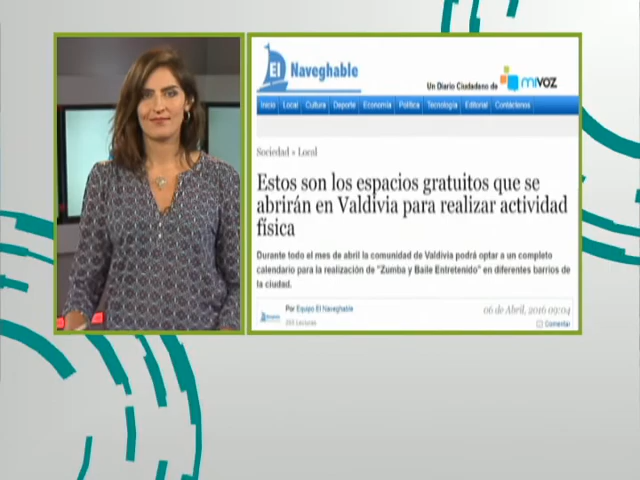 El Naveghable
Un Diario Ciudadano de mivoz
Inicio Local Cultura Deporte Economía Política Tecnología Editorial Contáctenos
Sociedad » Local
Estos son los espacios gratuitos que se
abrirán en Valdivia para realizar actividad
física
Durante todo el mes de abril la comunidad de Valdivia podrá optar a un completo
calendario para la realización de "Zumba y Baile Entretenido" en diferentes barrios de
la ciudad.
Por Equipo El Naveghable
06 de Abril, 2016 09:04
Lecturas
Comentar